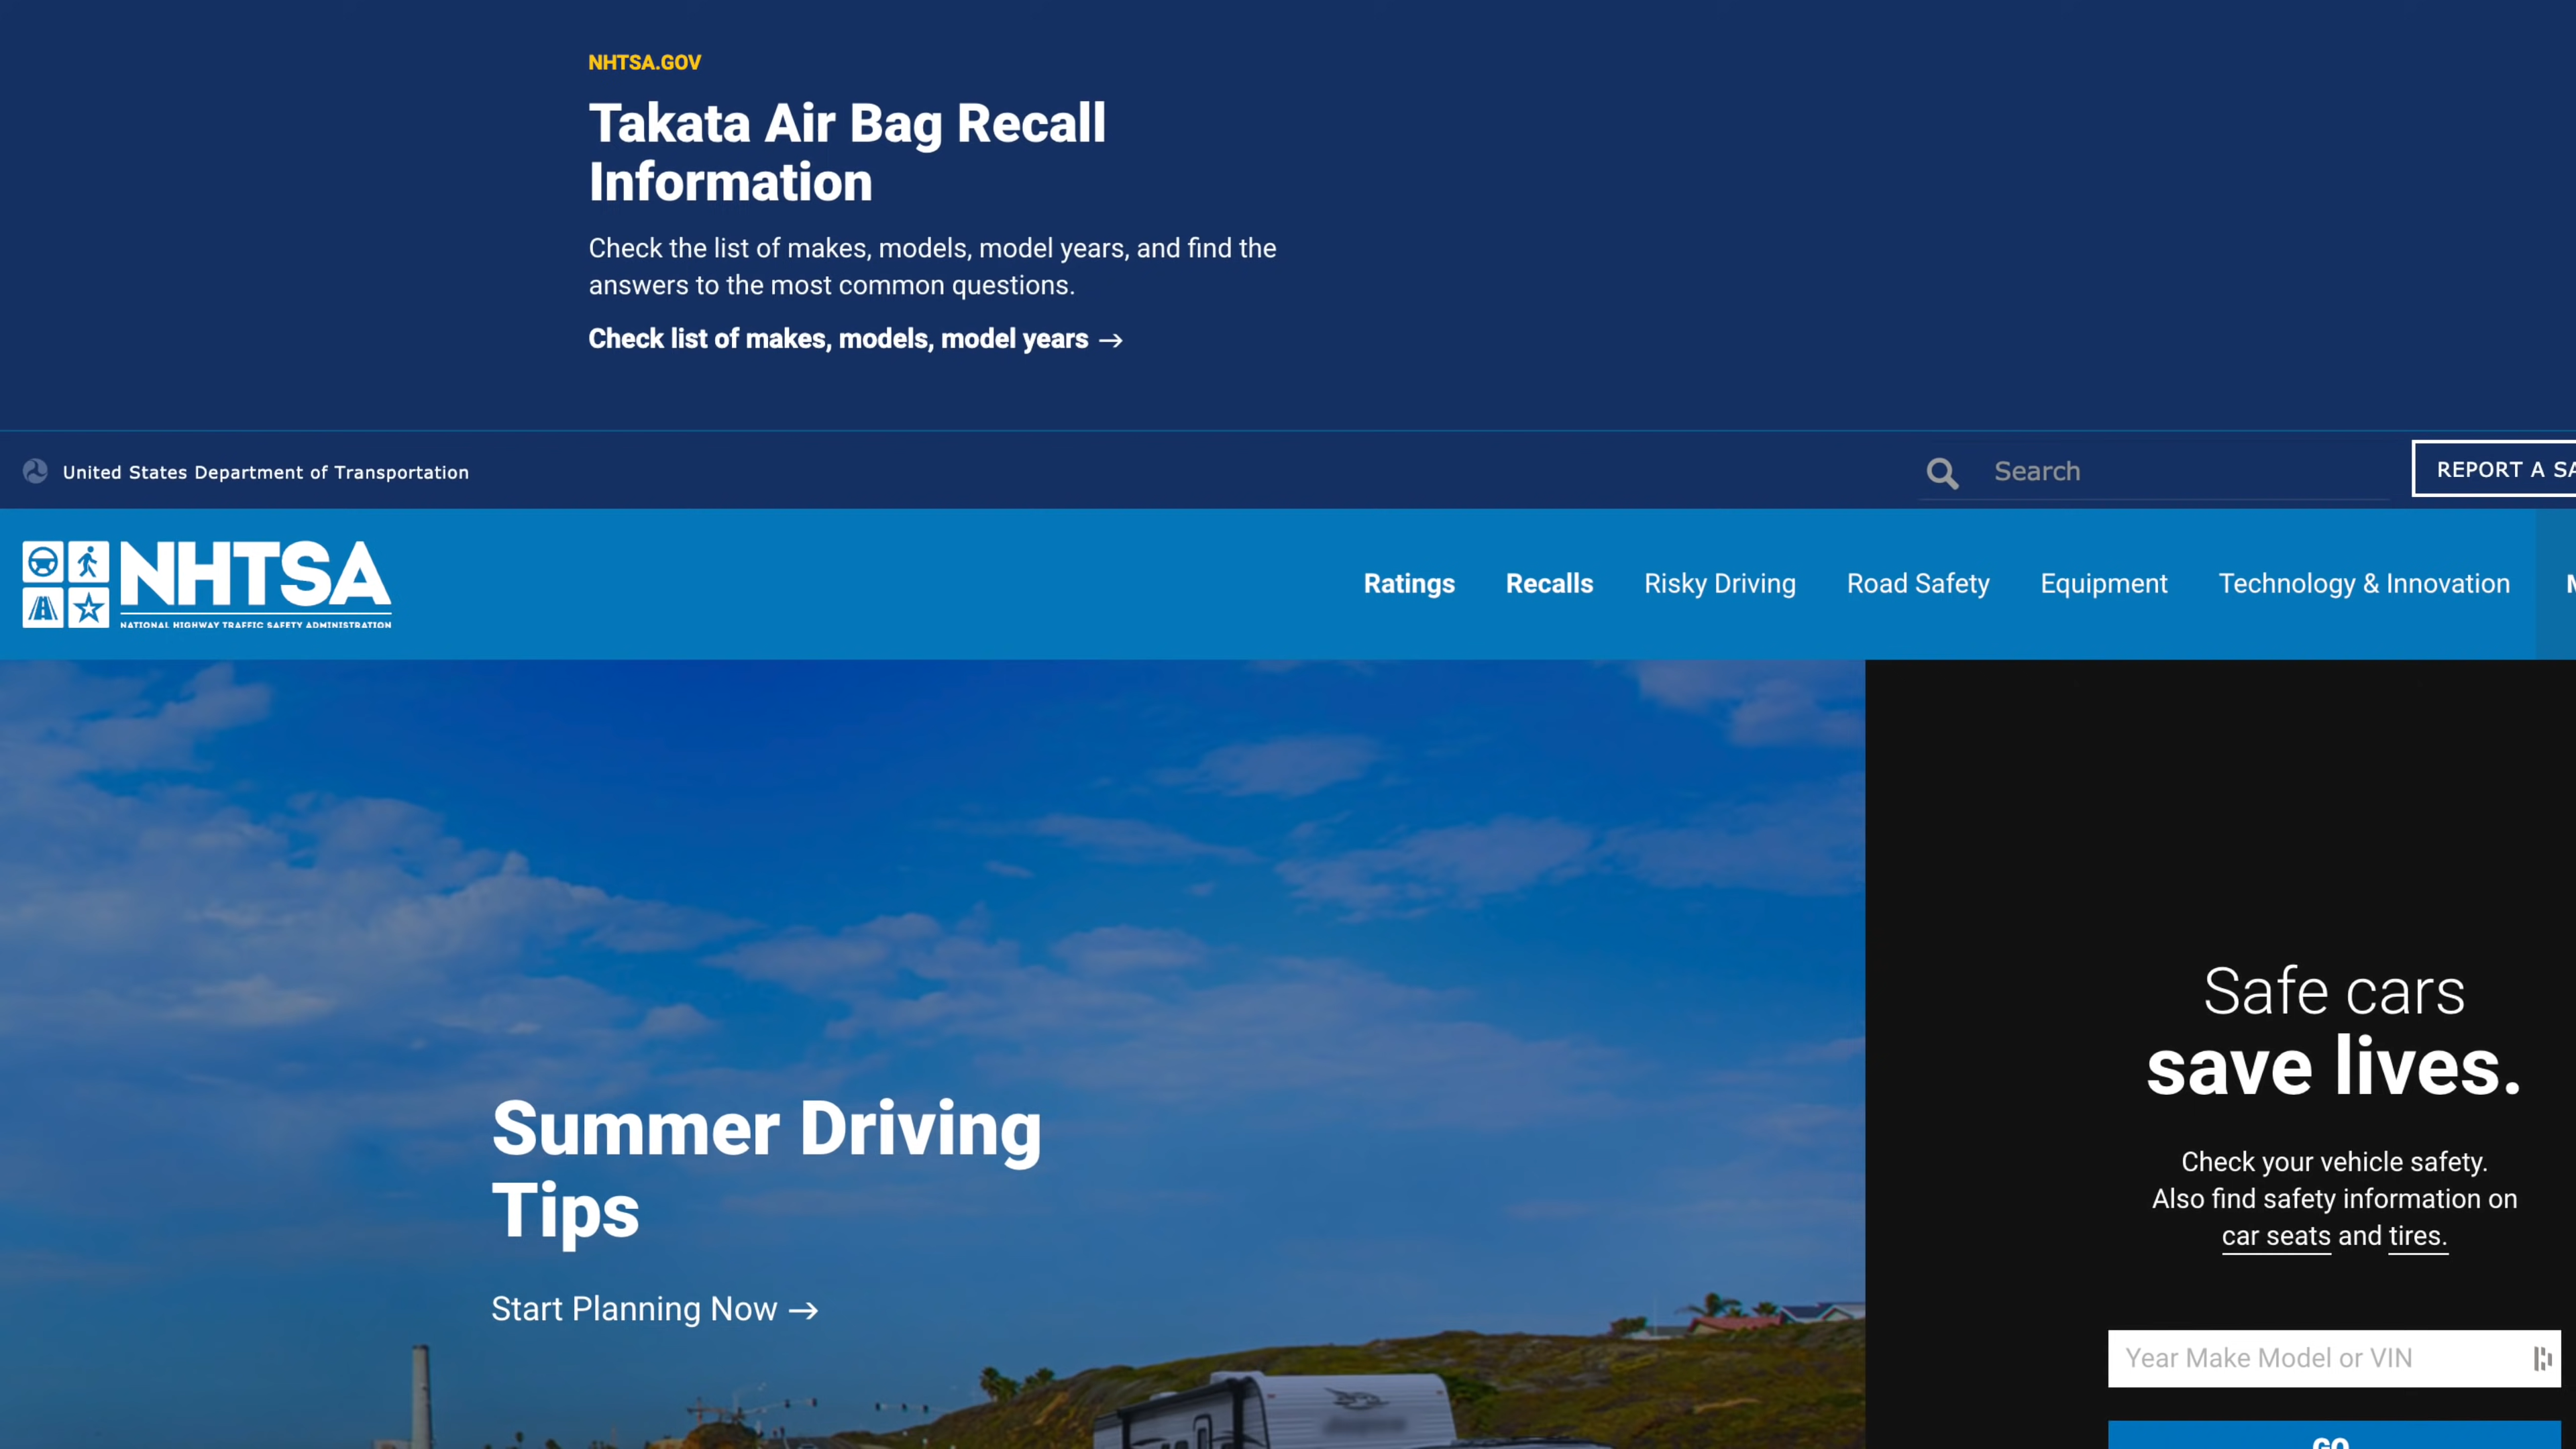 NHTSA.GOV
Takata Air Bag Recall
Information
Check the list of makes, models, model years, and find the
answers to the most common questions.
Check list of makes, models, model years →
United States Department of Transportation
Search
REPORT A
NHTSA
NATIONAL HIGHWAY TRAFFIC SAFETY ADMINISTRATION
Ratings Recalls Risky Driving Road Safety Equipment Technology & Innovation
Safe cars
save lives.
Check your vehicle safety.
Also find safety information on
car seats and tires.
Summer Driving
Tips
Start Planning Now →
Year Make Model or VIN
GO